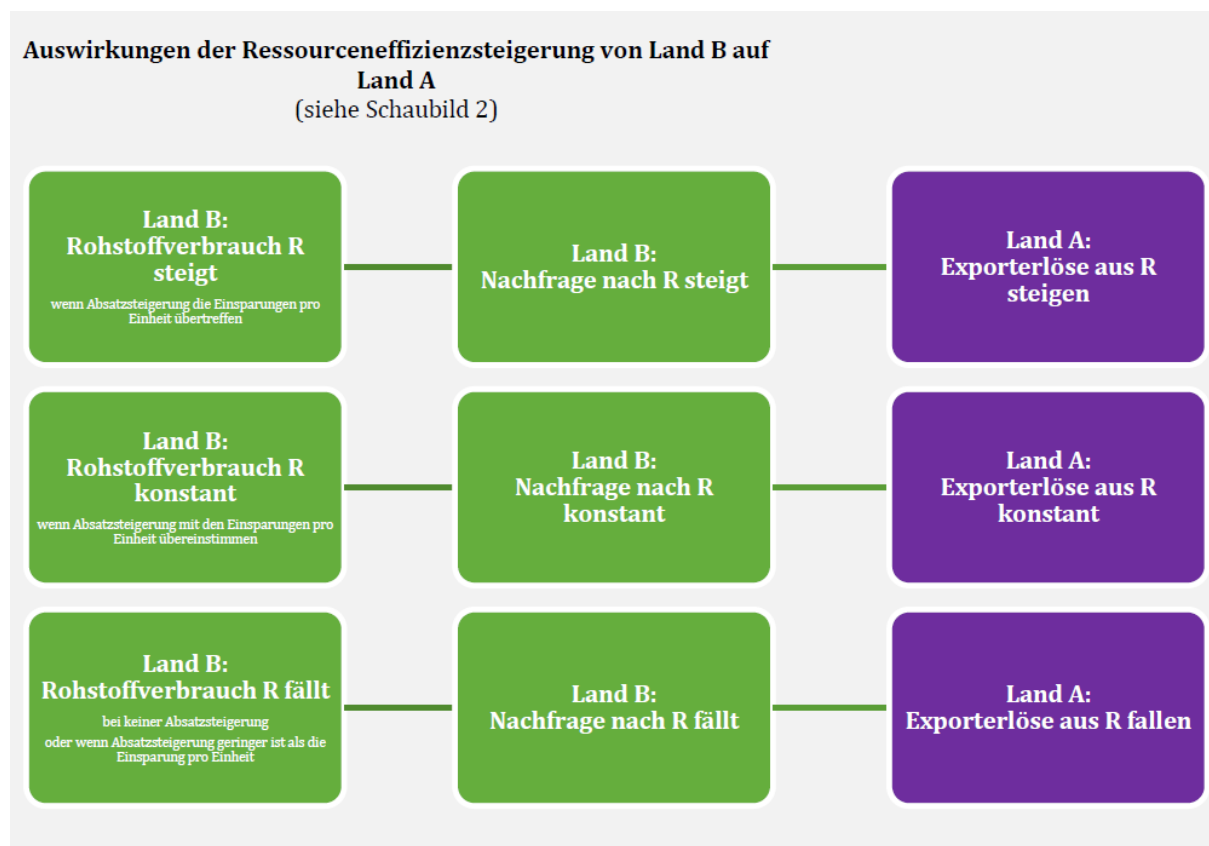 Auswirkungen der Ressourceneffizienzsteigerung von Land B auf
Land A
(siehe Schaubild 2)
Land B:
Rohstoffverbrauch R
steigt
wenn Absatzsteigerung die Einsparungen pro
Einheit übertreffen
Land B:
Nachfrage nach R steigt
Land A:
Exporterlöse aus R
steigen
Land B:
Rohstoffverbrauch R
konstant
wenn Absatzsteigerung mit den Einsparungen pro
Einheit übereinstimmen
Land B:
Nachfrage nach R
konstant
Land A:
Exporterlöse aus R
konstant
Land B:
Rohstoffverbrauch R fällt
bei keiner Absatzsteigerung
oder wenn Absatzsteigerung geringer ist als die
Einsparung pro Einheit
Land B:
Nachfrage nach R fällt
Land A:
Exporterlöse aus R fallen